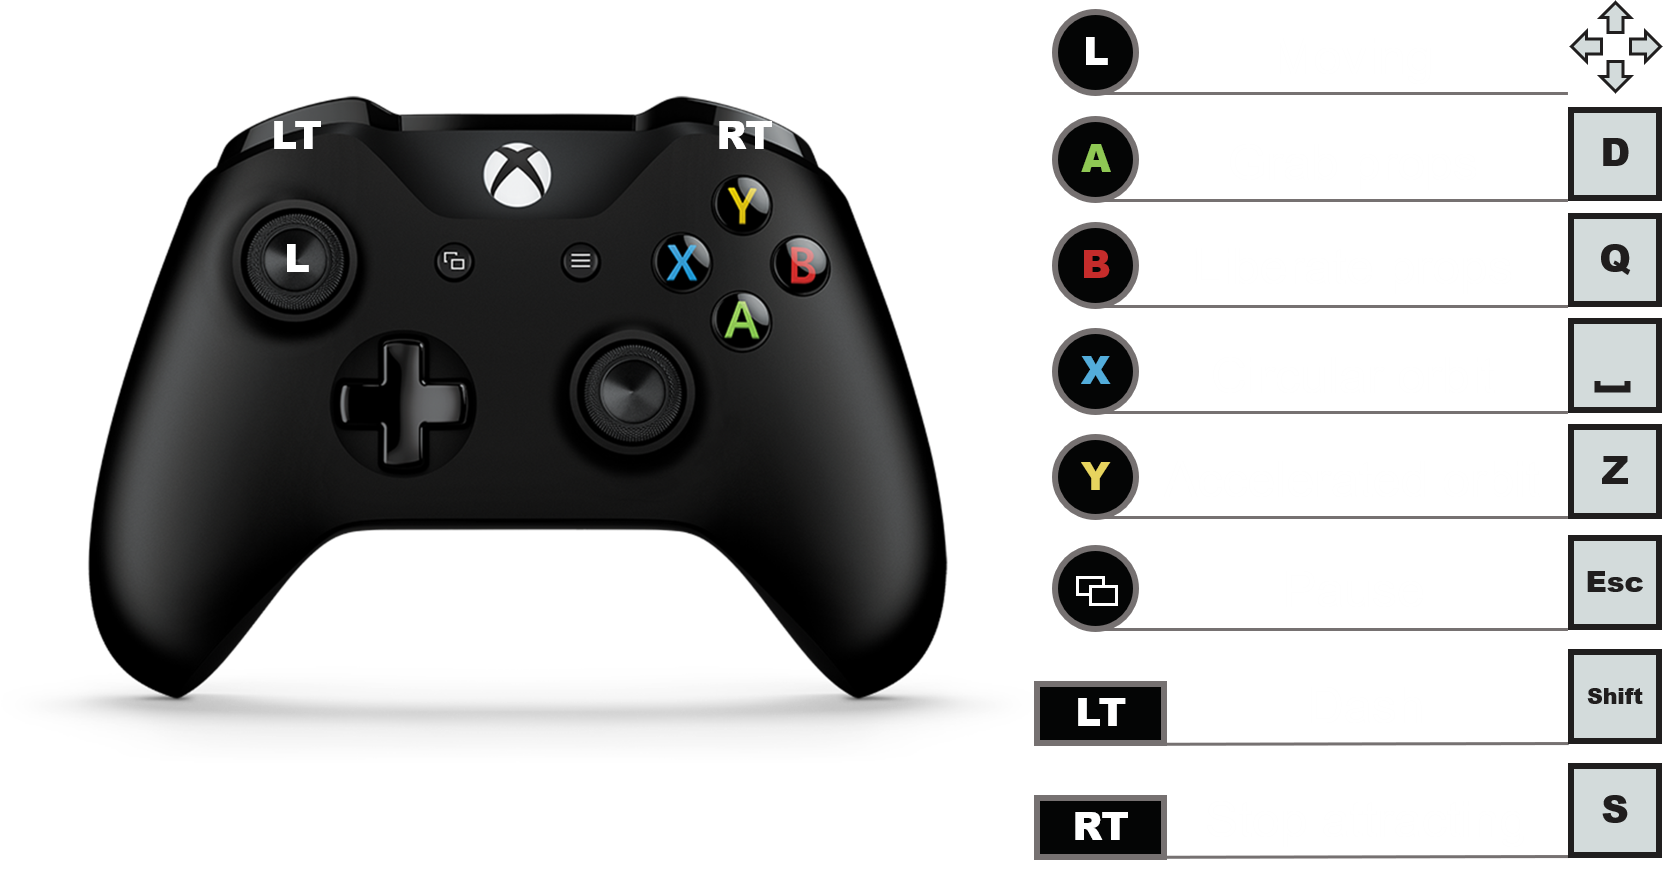 LT RT
Y
L X B
A
L
A D
B Q
X
Y Z
Esc
LT Shift
RT S